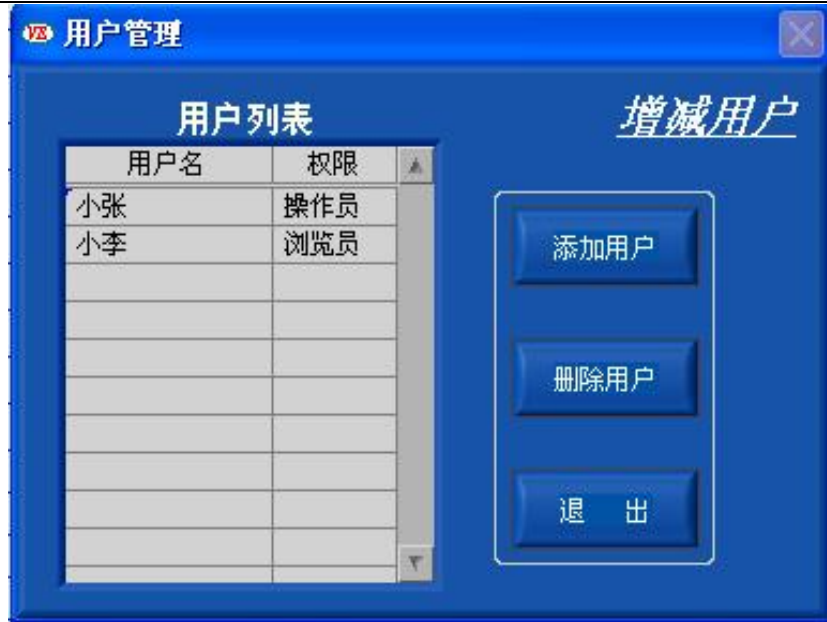 用户管理
用户列表
增减用户
用户名 权限
小张 操作员
小李 浏览员
添加用户
删除用户
退 出